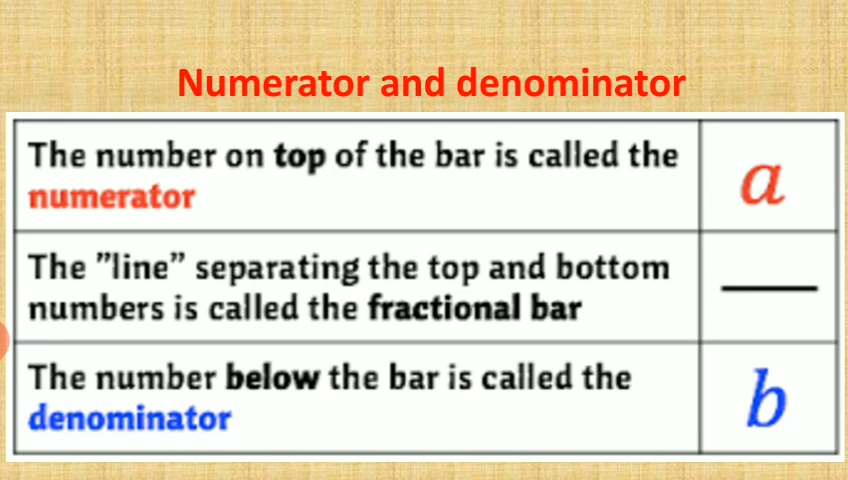 Numerator and denominator
The number on top of the bar is called the
numerator
a
The ”line” separating the top and bottom
numbers is called the fractional bar
The number below the bar is called the
denominator
b